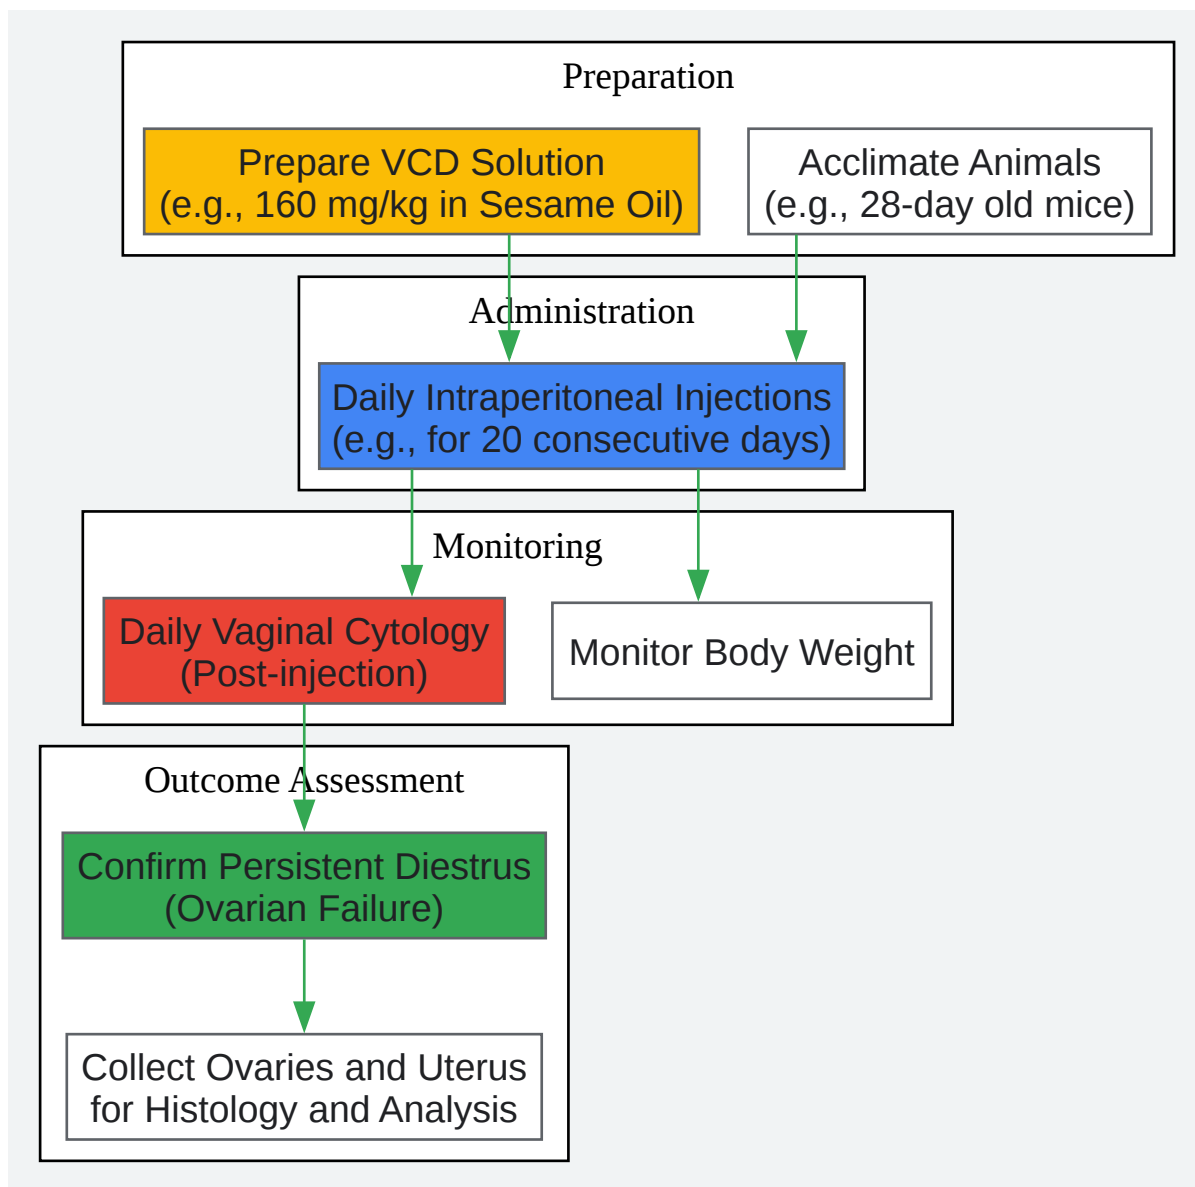 Preparation
Prepare VCD Solution
(e.g., 160 mg/kg in Sesame Oil)
Acclimate Animals
(e.g., 28-day old mice)
Administration
Daily Intraperitoneal Injections
(e.g., for 20 consecutive days)
Monitoring
Daily Vaginal Cytology
(Post-injection)
Monitor Body Weight
Outcome Assessment
Confirm Persistent Diestrus
(Ovarian Failure)
Collect Ovaries and Uterus
for Histology and Analysis